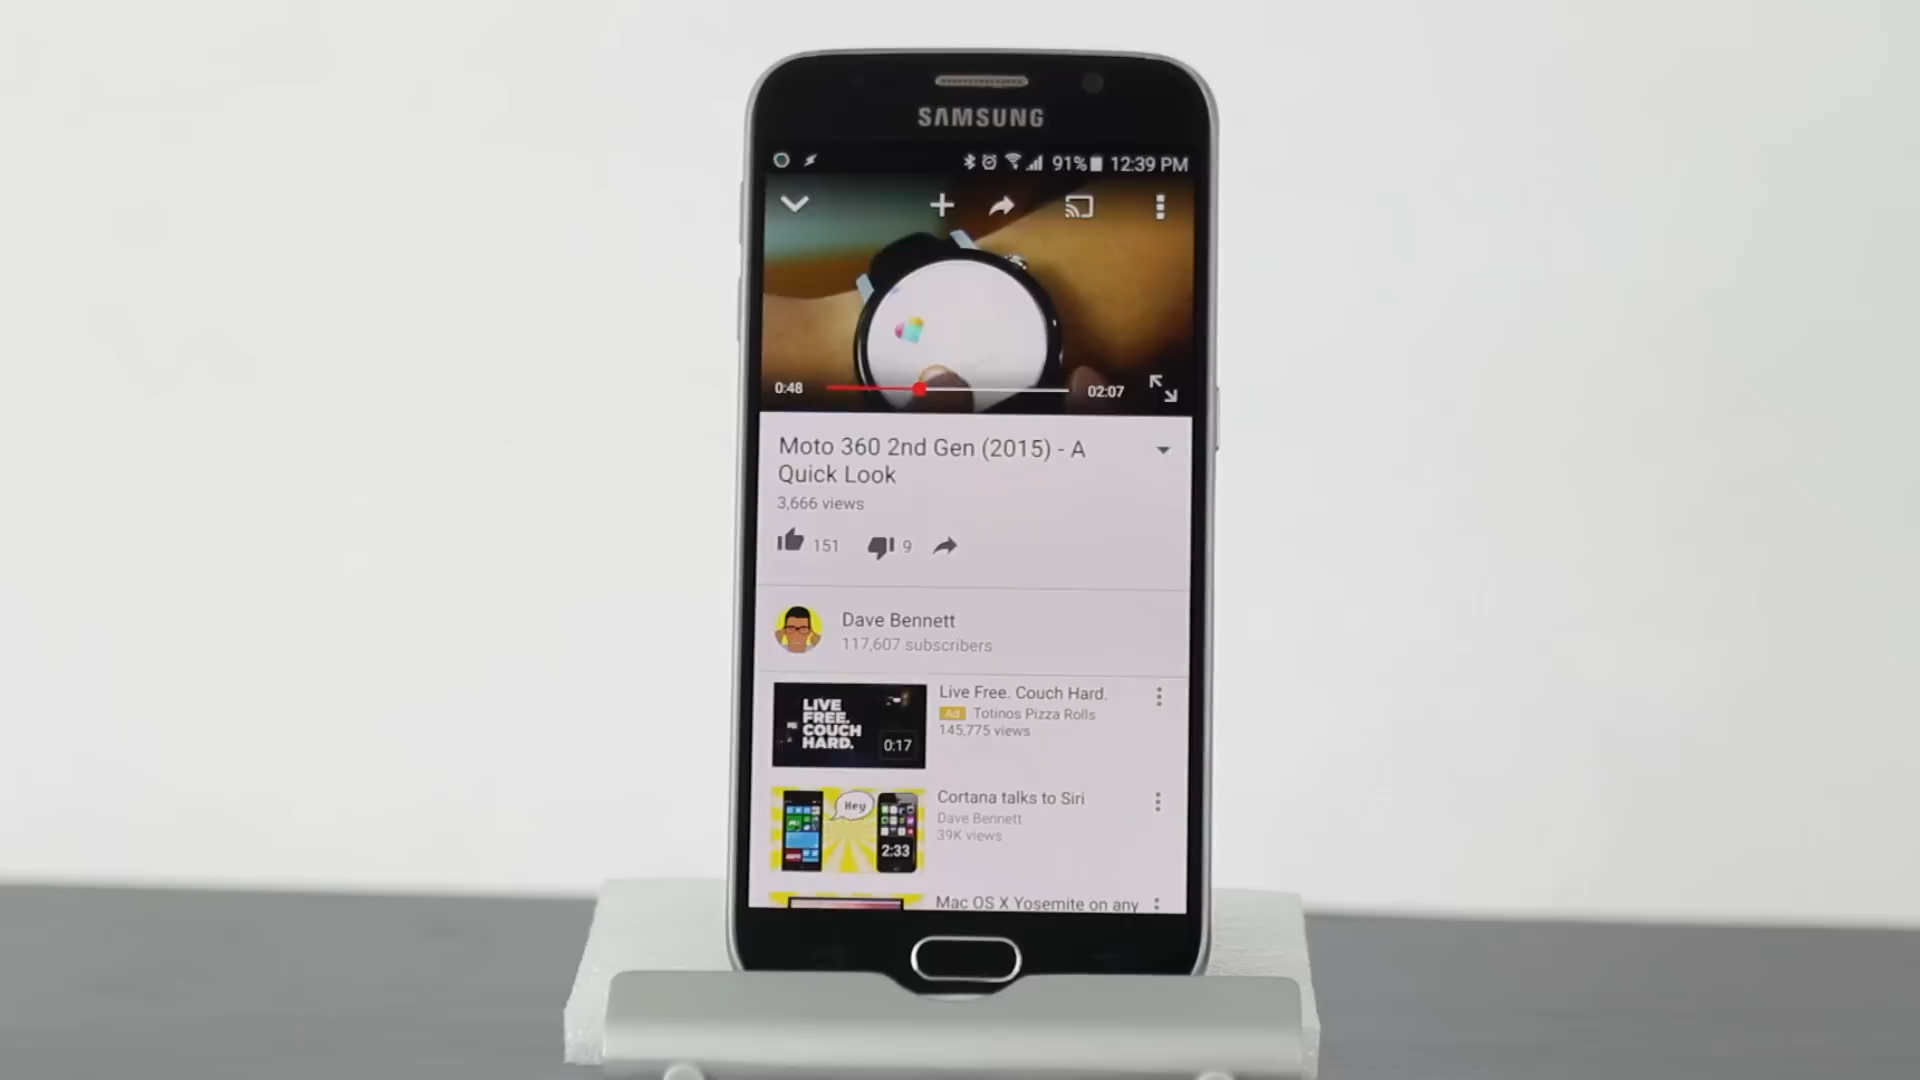 SAMSUNG
91% 12:39 PM
0:48
02:07
Moto 360 2nd Gen (2015) - A
Quick Look
3,666 views
151
9
Dave Bennett
117,607 subscribers
LIVE
FREE.
COUCH
HARD.
0:17
Live Free. Couch Hard.
Ad Totinos Pizza Rolls
145,775 views
Hey
2:33
Cortana talks to Siri
Dave Bennett
39K views
Mac OS X Yosemite on any